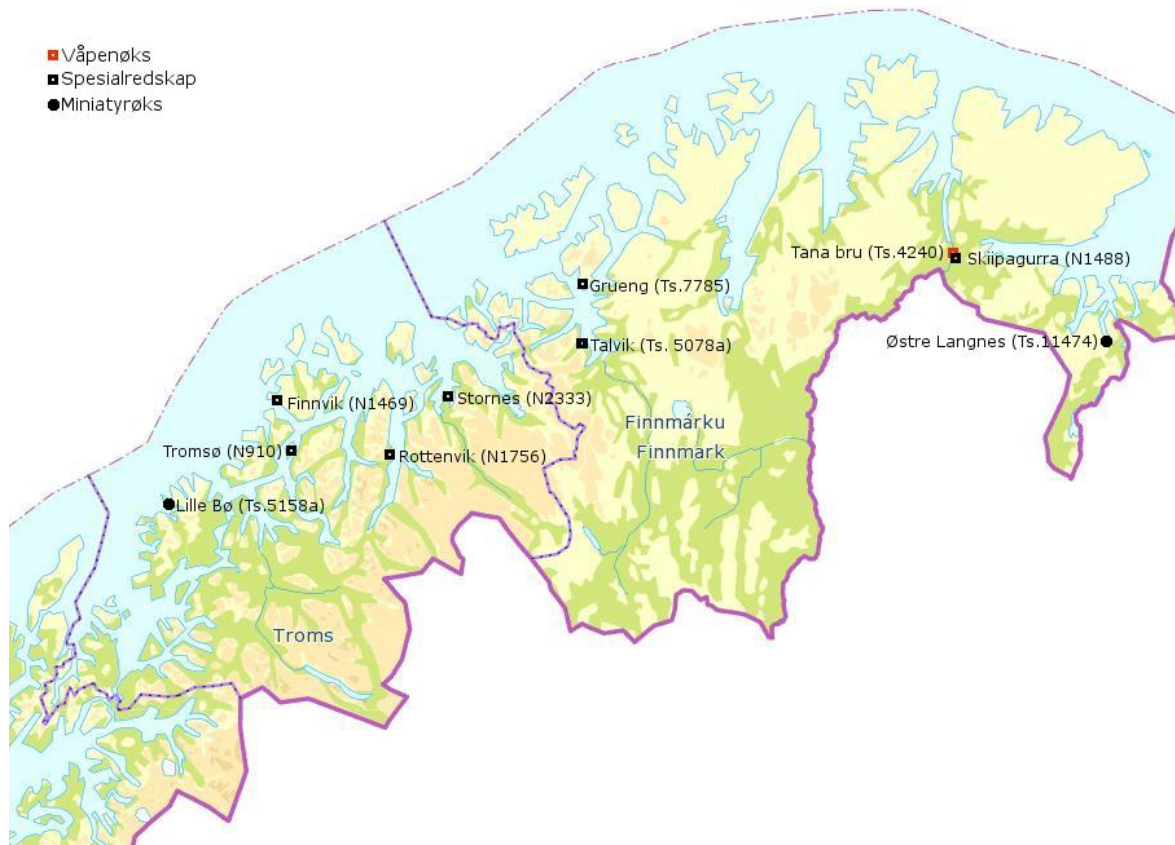 Våpenøks
Spesialredskap
Miniatyrøks
Tana bru (Ts.4240)
Skiipagurra (N1488)
Grueng (Ts.7785)
Østre Langnes (Ts.11474)
Talvik (Ts. 5078a)
Stornes (N2333)
Finnvik (N1469)
Finnmárku
Finnmark
Tromsø (N910)
Rottenvik (N1756)
Lille Bø (Ts.5158a)
Troms